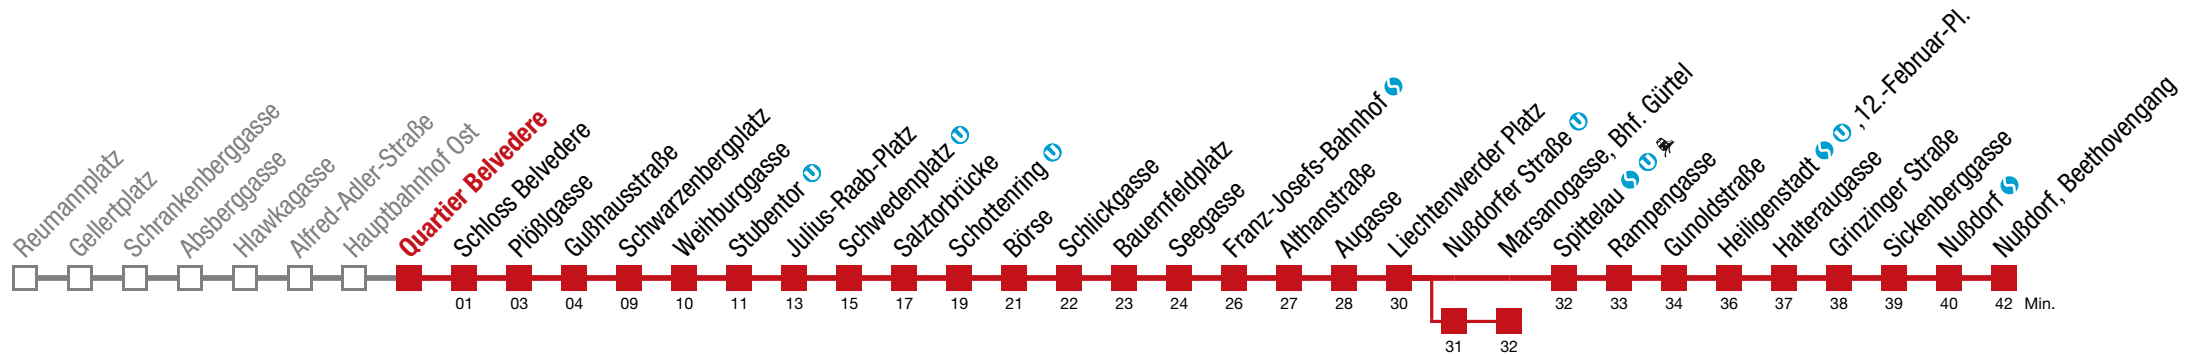 Reumannplatz
Gellertplatz
Schrankenberggasse
Absberggasse
Hlawkagasse
Alfred-Adler-Straße
Hauptbahnhof Ost
Quartier Belvedere
Schloss Belvedere
Plößlgasse
Gußhausstraße
Schwarzenbergplatz
Weihburggasse
Stubentor U
Julius-Raab-Platz
Schwedenplatz U
Salztorbrücke
Schottenring U
Börse
Schlickgasse
Bauernfeldplatz
Seegasse
Franz-Josefs-Bahnhof S
Althanstraße
Augasse
Liechtenwerder Platz
Nußdorfer Straße U
Marsanogasse, Bhf. Gürtel
Spittelau S U
Rampengasse
Gunoldstraße
Heiligenstadt S U , 12.-Februar-Pl.
Halteraugasse
Grinzinger Straße
Sickenberggasse
Nußdorf S
Nußdorf, Beethovengang
01 03 04 09 10 11 13 15 17 19 21 22 23 24 26 27 28 30 32 33 34 36 37 38 39 40 42 Min.
31 32